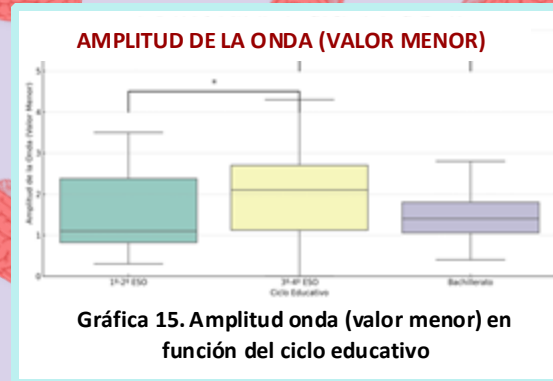 AMPLITUD DE LA ONDA (VALOR MENOR)
Amplitud de la Onda (Valor Menor)
5
4
3
2
1
0
*
1º-2º ESO
3º-4º ESO
Bachillerato
Ciclo Educativo
Gráfica 15. Amplitud onda (valor menor) en
función del ciclo educativo